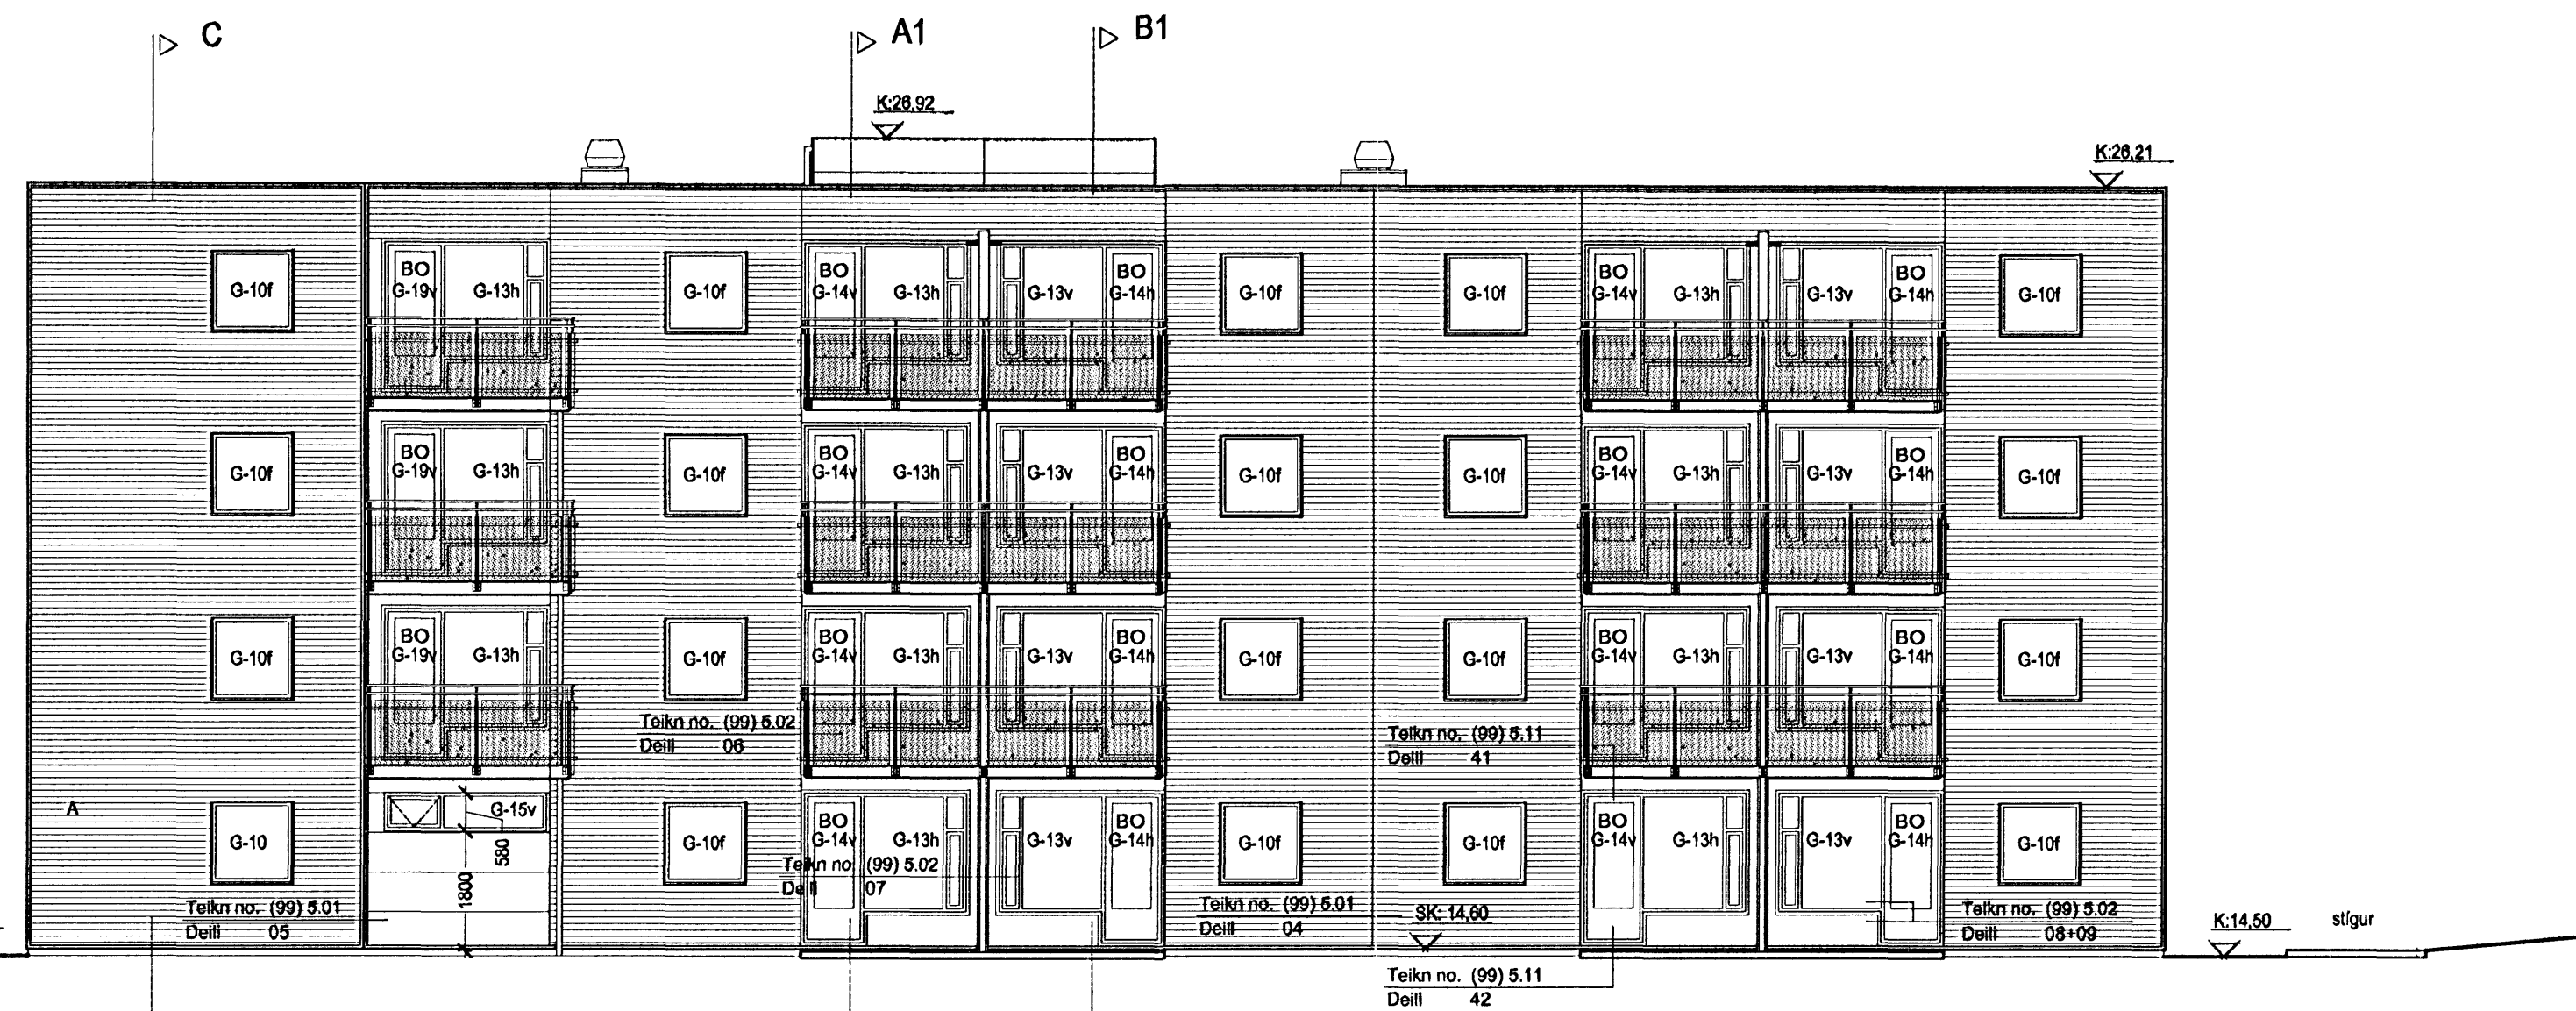 C
A1
B1
K:26,92
K:26,21
BO BO BO BO BO
G-10f G-19v G-13h G-10f G-14v G-13h G-13v G-14h G-10f G-10f G-14v G-13h G-13v G-14h G-10f
BO BO BO BO BO
G-10f G-19v G-13h G-10f G-14v G-13h G-13v G-14h G-10f G-10f G-14v G-13h G-13v G-14h G-10f
BO BO BO BO BO
G-10f G-19v G-13h G-10f G-14v G-13h G-13v G-14h G-10f G-10f G-14v G-13h G-13v G-14h G-10f
Teikn no. (99) 5.02
Deili 06
Teikn no. (99) 5.11
Deili 41
A
G-15v
BO BO BO BO
G-10 G-10f G-14v G-13h G-13v G-14h G-10f G-10f G-14v G-13h G-13v G-14h G-10f
580
1800
Teikn no. (99) 5.02
Deili 07
Teikn no. (99) 5.01
Deili 05
Teikn no. (99) 5.01
Deili 04
SK: 14,60
Teikn no. (99) 5.02
Deili 08+09
K:14,50
stígur
Teikn no. (99) 5.11
Deili 42